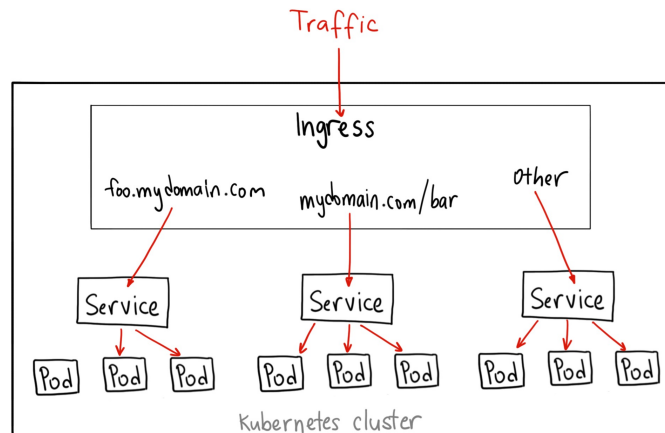 Traffic
Ingress
foo.mydomain.com
mydomain.com/bar
Other
Service
Service
Service
Pod
Pod
Pod
Pod
Pod
Pod
Pod
Pod
Pod
Kubernetes cluster